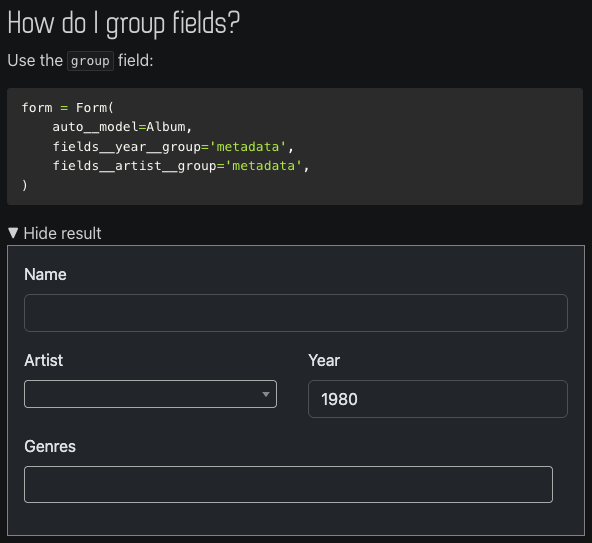 How do I group fields?
Use the group field:
form = Form(
    auto__model=Album,
    fields__year__group='metadata',
    fields__artist__group='metadata',
)
▼ Hide result
Name
Artist Year
1980
Genres